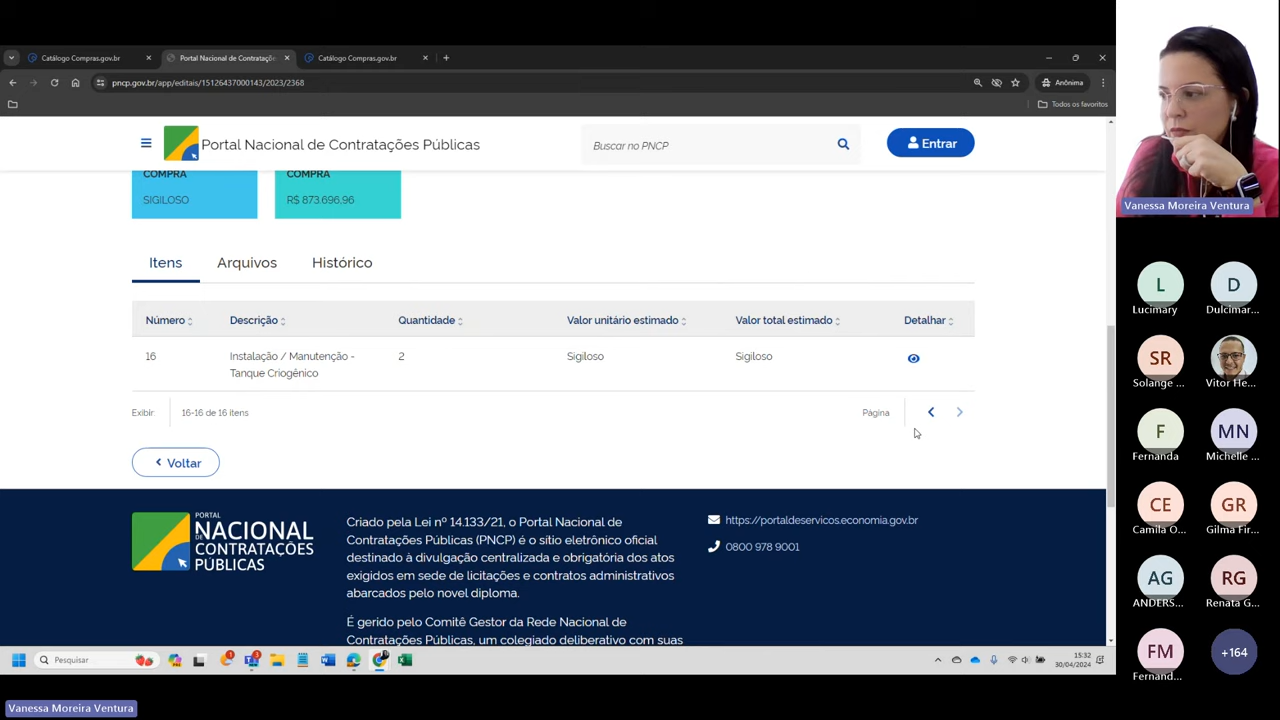 Catálogo Compras.gov.br
Portal Nacional de Contrataçõe
Catálogo Compras.gov.br
pncp.gov.br/app/editais/15126437000143/2023/2368
Anônima
Todos os favoritos
Portal Nacional de Contratações Públicas
Buscar no PNCP
Entrar
COMPRA
SIGILOSO
COMPRA
R$ 873.696,96
Itens
Arquivos
Histórico
Número
Descrição
Quantidade
Valor unitário estimado
Valor total estimado
Detalhar
16
Instalação / Manutenção -
Tanque Criogênico
2
Sigiloso
Sigiloso
Exibir:
16-16 de 16 itens
Página
Voltar
PORTAL
NACIONAL
DE
CONTRATAÇÕES
PÚBLICAS
Criado pela Lei nº 14.133/21, o Portal Nacional de
Contratações Públicas (PNCP) é o sítio eletrônico oficial
destinado à divulgação centralizada e obrigatória dos atos
exigidos em sede de licitações e contratos administrativos
abarcados pelo novel diploma.
É gerido pelo Comitê Gestor da Rede Nacional de
Contratações Públicas, um colegiado deliberativo com suas
https://portaldeservicos.economia.gov.br
0800 978 9001
Pesquisar
15:32
30/04/2024
Vanessa Moreira Ventura
L
Lucimary
D
Dulcimar...
SR
Solange ...
Vitor He...
F
Fernanda
MN
Michelle ...
CE
Camila O...
GR
Gilma Fir...
AG
ANDERS...
RG
Renata G...
FM
Fernand...
+164
Vanessa Moreira Ventura